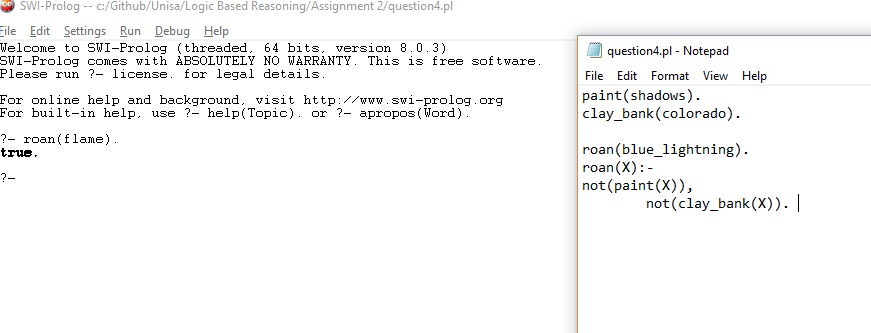 SWI-Prolog -- c:/Github/Unisa/Logic Based Reasoning/Assignment 2/question4.pl
File Edit Settings Run Debug Help
Welcome to SWI-Prolog (threaded, 64 bits, version 8.0.3)
SWI-Prolog comes with ABSOLUTELY NO WARRANTY. This is free software.
Please run ?- license. for legal details.
For online help and background, visit http://www.swi-prolog.org
For built-in help, use ?- help(Topic). or ?- apropos(Word).
?- roan(flame).
true.
?-
question4.pl - Notepad
File Edit Format View Help
paint(shadows).
clay_bank(colorado).
roan(blue_lightning).
roan(X):-
not(paint(X)),
not(clay_bank(X)).